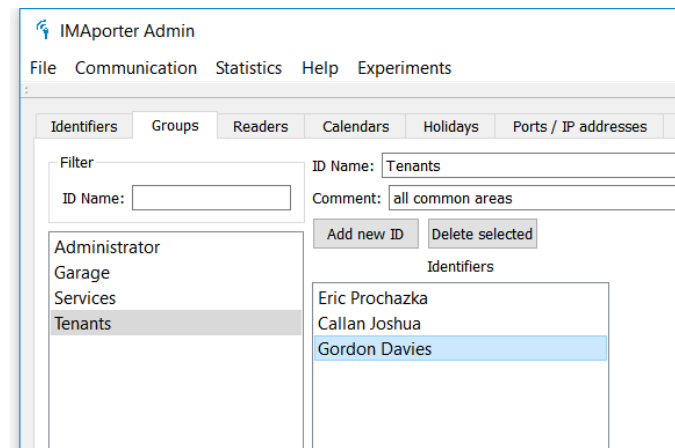 IMAporter Admin
File Communication Statistics Help Experiments
Identifiers Groups Readers Calendars Holidays Ports / IP addresses
Filter
ID Name:
Administrator
Garage
Services
Tenants
ID Name: Tenants
Comment: all common areas
Add new ID Delete selected
Identifiers
Eric Prochazka
Callan Joshua
Gordon Davies